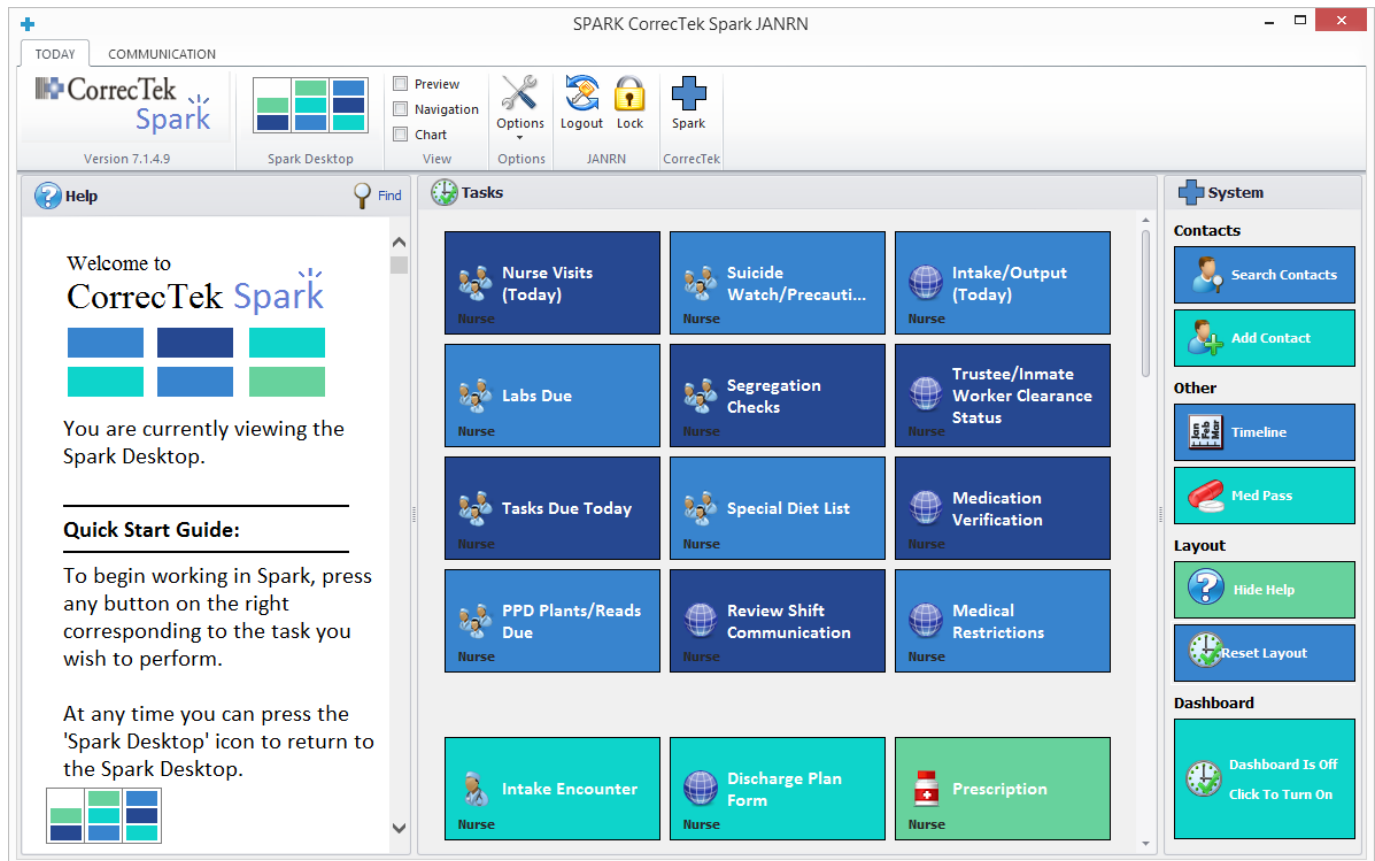 SPARK CorrecTek Spark JANRN
TODAY
COMMUNICATION
CorrecTek
Spark
Version 7.1.4.9
Spark Desktop
Preview
Navigation
Chart
View
Options
Options
Logout
Lock
JANRN
Spark
CorrecTek
Help
Find
Welcome to
CorrecTek Spark
You are currently viewing the
Spark Desktop.
Quick Start Guide:
To begin working in Spark, press
any button on the right
corresponding to the task you
wish to perform.
At any time you can press the
'Spark Desktop' icon to return to
the Spark Desktop.
Tasks
Nurse Visits
(Today)
Nurse
Suicide
Watch/Precauti...
Nurse
Intake/Output
(Today)
Nurse
Labs Due
Nurse
Segregation
Checks
Nurse
Trustee/Inmate
Worker Clearance
Status
Nurse
Tasks Due Today
Nurse
Special Diet List
Nurse
Medication
Verification
Nurse
PPD Plants/Reads
Due
Nurse
Review Shift
Communication
Nurse
Medical
Restrictions
Nurse
Intake Encounter
Nurse
Discharge Plan
Form
Nurse
Prescription
Nurse
System
Contacts
Search Contacts
Add Contact
Other
Jan
Feb
Mar
Timeline
Med Pass
Layout
Hide Help
Reset Layout
Dashboard
Dashboard Is Off
Click To Turn On